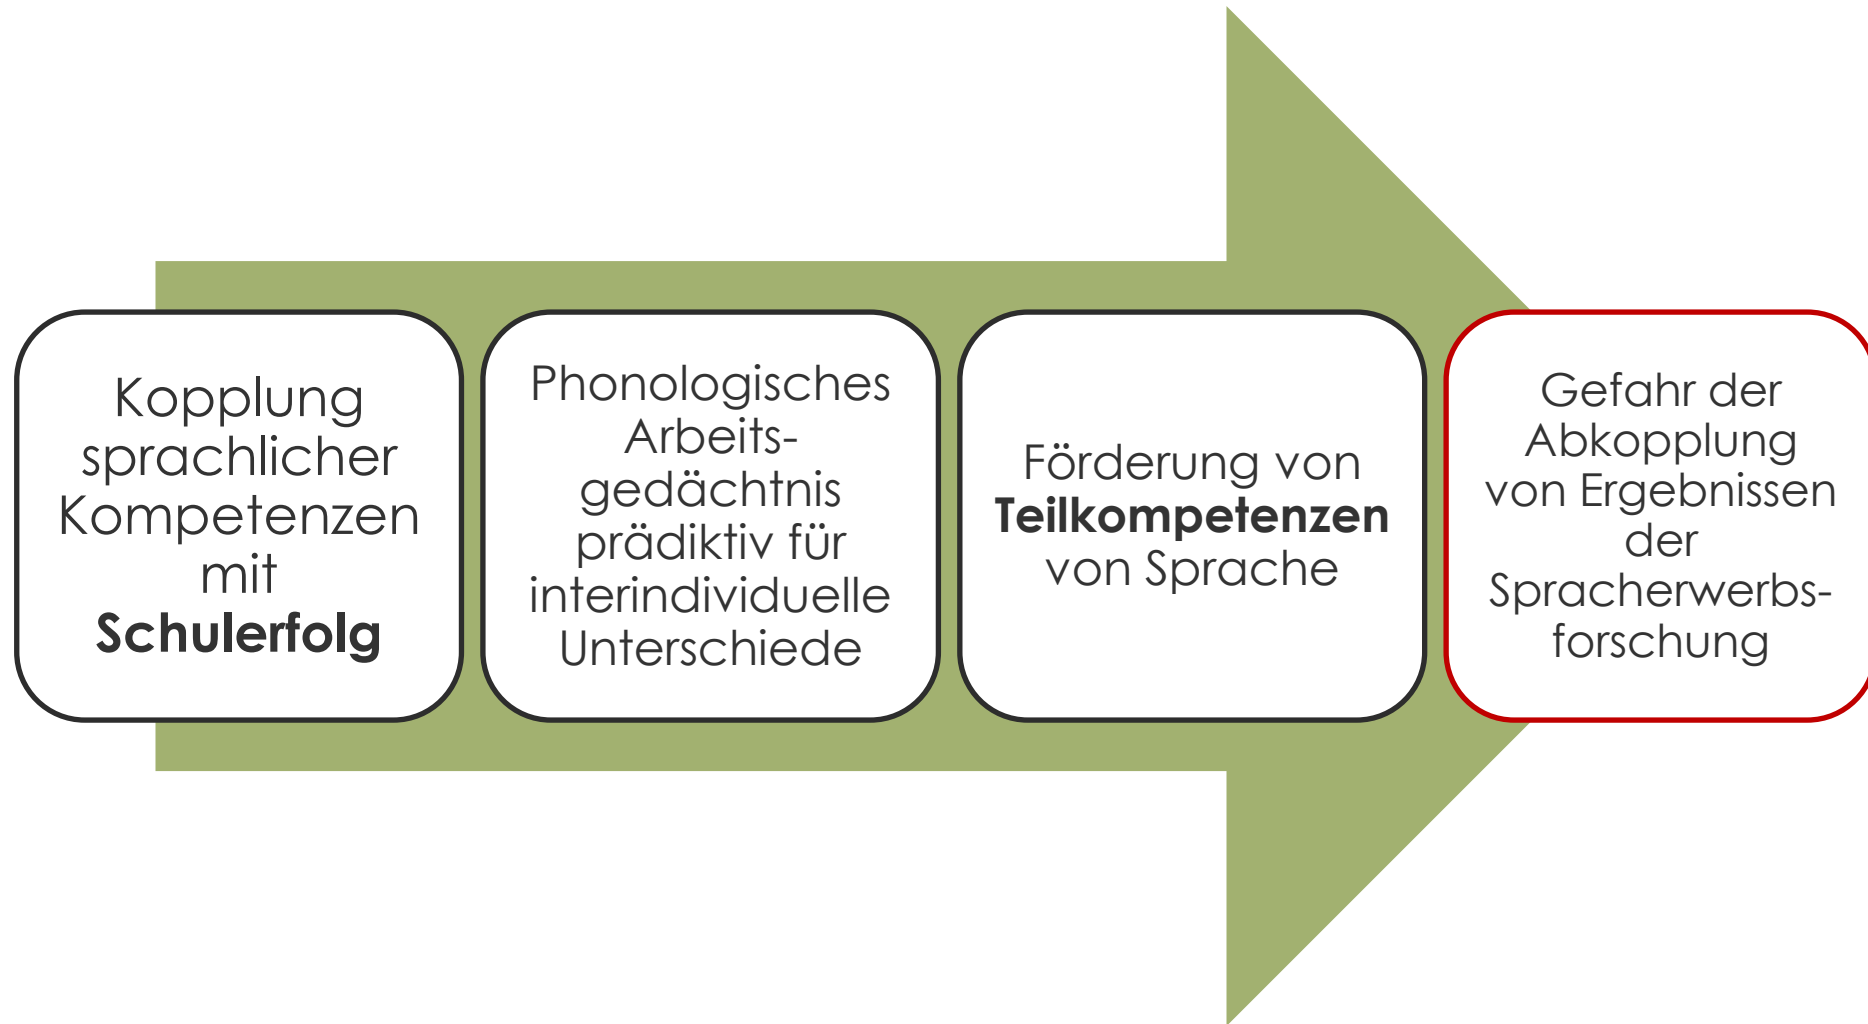 Kopplung
sprachlicher
Kompetenzen
mit
Schulerfolg
Phonologisches
Arbeits-
gedächtnis
prädiktiv für
interindividuelle
Unterschiede
Förderung von
Teilkompetenzen
von Sprache
Gefahr der
Abkopplung
von Ergebnissen
der
Spracherwerbs-
forschung